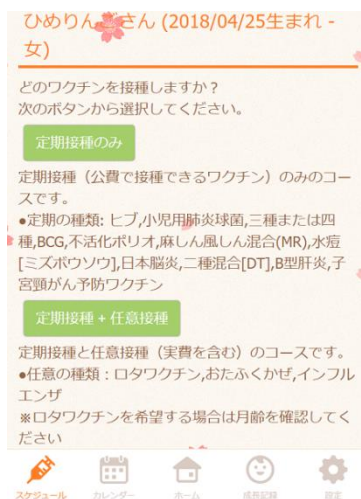 ひめりんごさん (2018/04/25生まれ -
女)
どのワクチンを接種しますか？
次のボタンから選択してください。
定期接種のみ
定期接種（公費で接種できるワクチン）のみのコー
スです。
●定期の種類: ヒブ,小児用肺炎球菌,三種または四
種,BCG,不活化ポリオ,麻しん風しん混合(MR),水痘
[ミズボウソウ],日本脳炎,二種混合[DT],B型肝炎,子
宮頸がん予防ワクチン
定期接種 + 任意接種
定期接種と任意接種（実費を含む）のコースです。
●任意の種類：ロタワクチン,おたふくかぜ,インフル
エンザ
※ロタワクチンを希望する場合は月齢を確認してく
ださい
スケジュール カレンダー ホーム 成長記録 設定